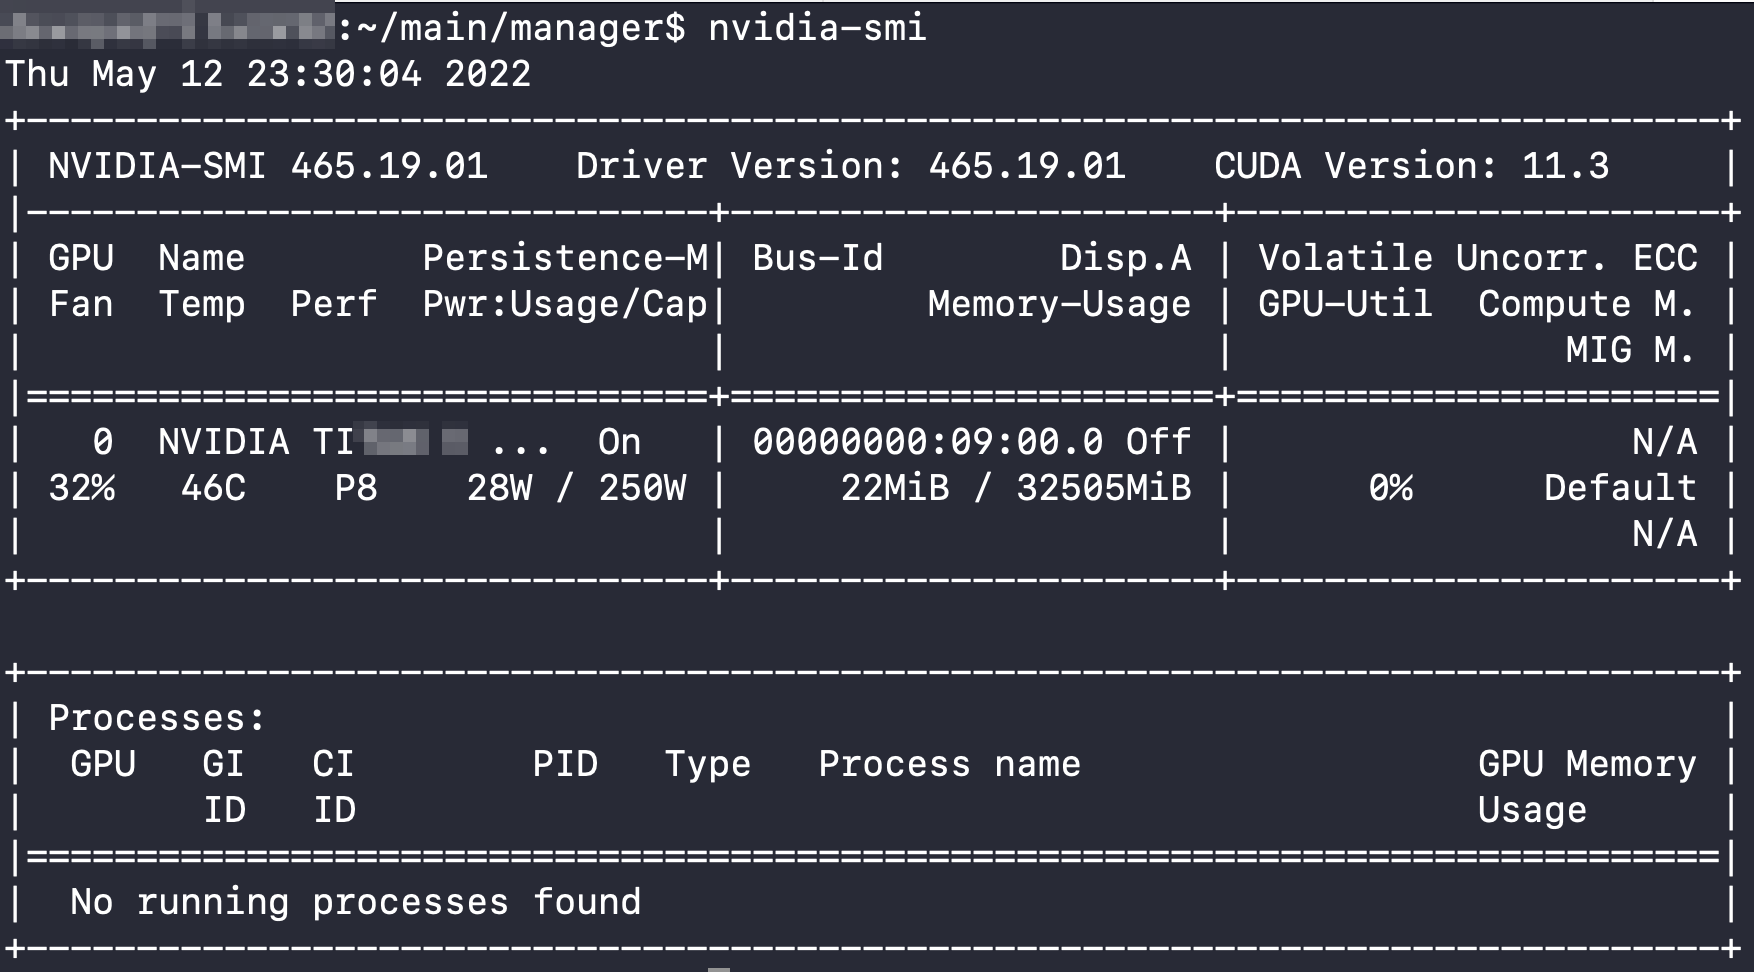 :~/main/manager$ nvidia-smi
Thu May 12 23:30:04 2022
+-----------------------------------------------------------------------------+
| NVIDIA-SMI 465.19.01    Driver Version: 465.19.01    CUDA Version: 11.3     |
|-------------------------------+----------------------+----------------------+
| GPU  Name        Persistence-M| Bus-Id        Disp.A | Volatile Uncorr. ECC |
| Fan  Temp  Perf  Pwr:Usage/Cap|         Memory-Usage | GPU-Util  Compute M. |
|                               |                      |               MIG M. |
|===============================+======================+======================|
|   0  NVIDIA TI ...  On   | 00000000:09:00.0 Off |                  N/A |
| 32%   46C    P8    28W / 250W |     22MiB / 32505MiB |      0%      Default |
|                               |                      |                  N/A |
+-------------------------------+----------------------+----------------------+
+-----------------------------------------------------------------------------+
| Processes:                                                                  |
|  GPU   GI   CI        PID   Type   Process name                  GPU Memory |
|        ID   ID                                                   Usage      |
|=============================================================================|
|  No running processes found                                                 |
+-----------------------------------------------------------------------------+